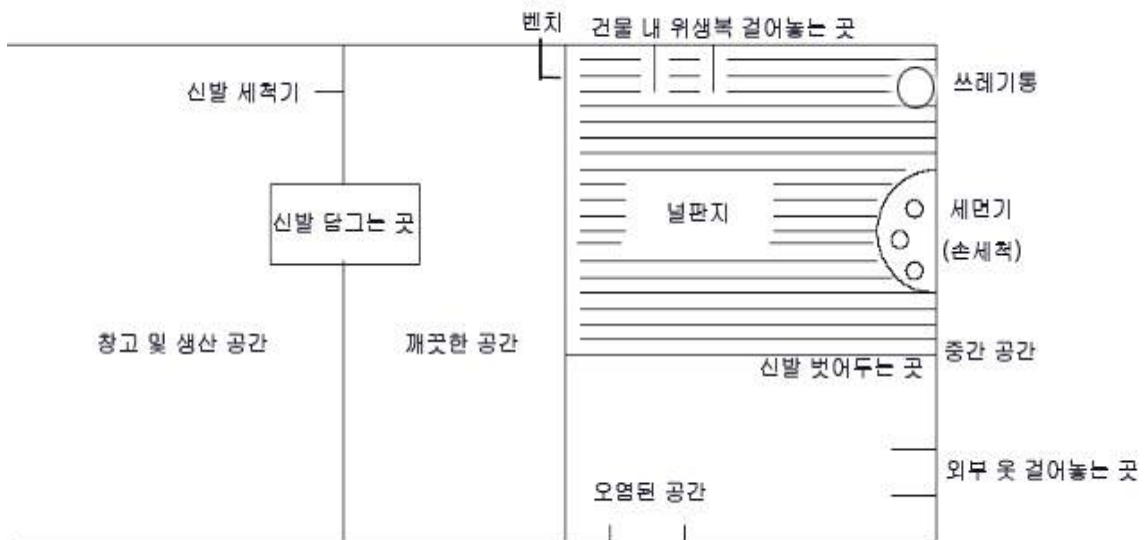 벤치
건물 내 위생복 걸어놓는 곳
신발 세척기
쓰레기통
신발 담그는 곳
널판지
세면기
(손세척)
창고 및 생산 공간
깨끗한 공간
중간 공간
신발 벗어두는 곳
외부 옷 걸어놓는 곳
오염된 공간